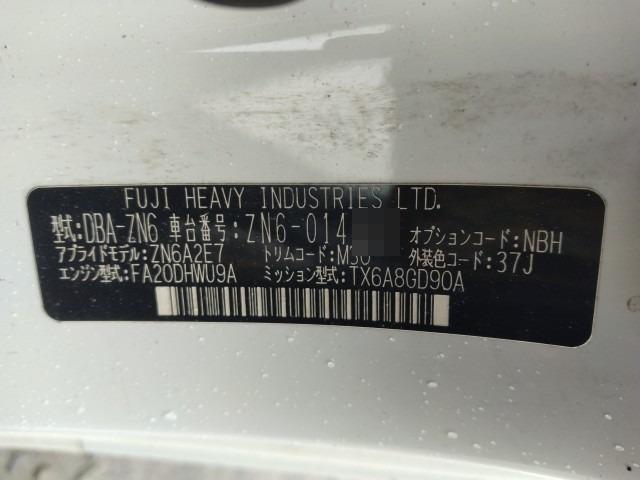 FUJI HEAVY INDUSTRIES LTD.
型式:DBA-ZN6 車台番号:ZN6-014
アプライドモデル:ZN6A2E7 トリムコード:M30 オプションコード:NBH
エンジン型式:FA20DHWU9A ミッション型式:TX6A8GD90A 外装色コード:37J